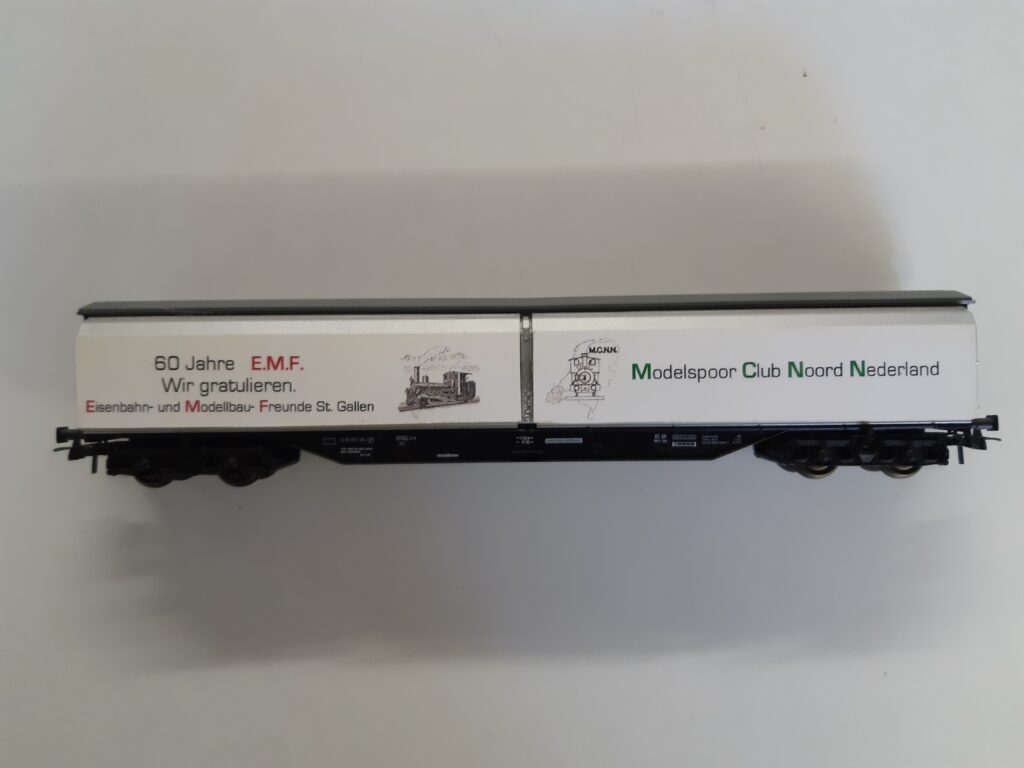 60 Jahre E.M.F.
Wir gratulieren.
Eisenbahn- und Modellbau- Freunde St. Gallen
M.C.N.N.
Modelspoor Club Noord Nederland